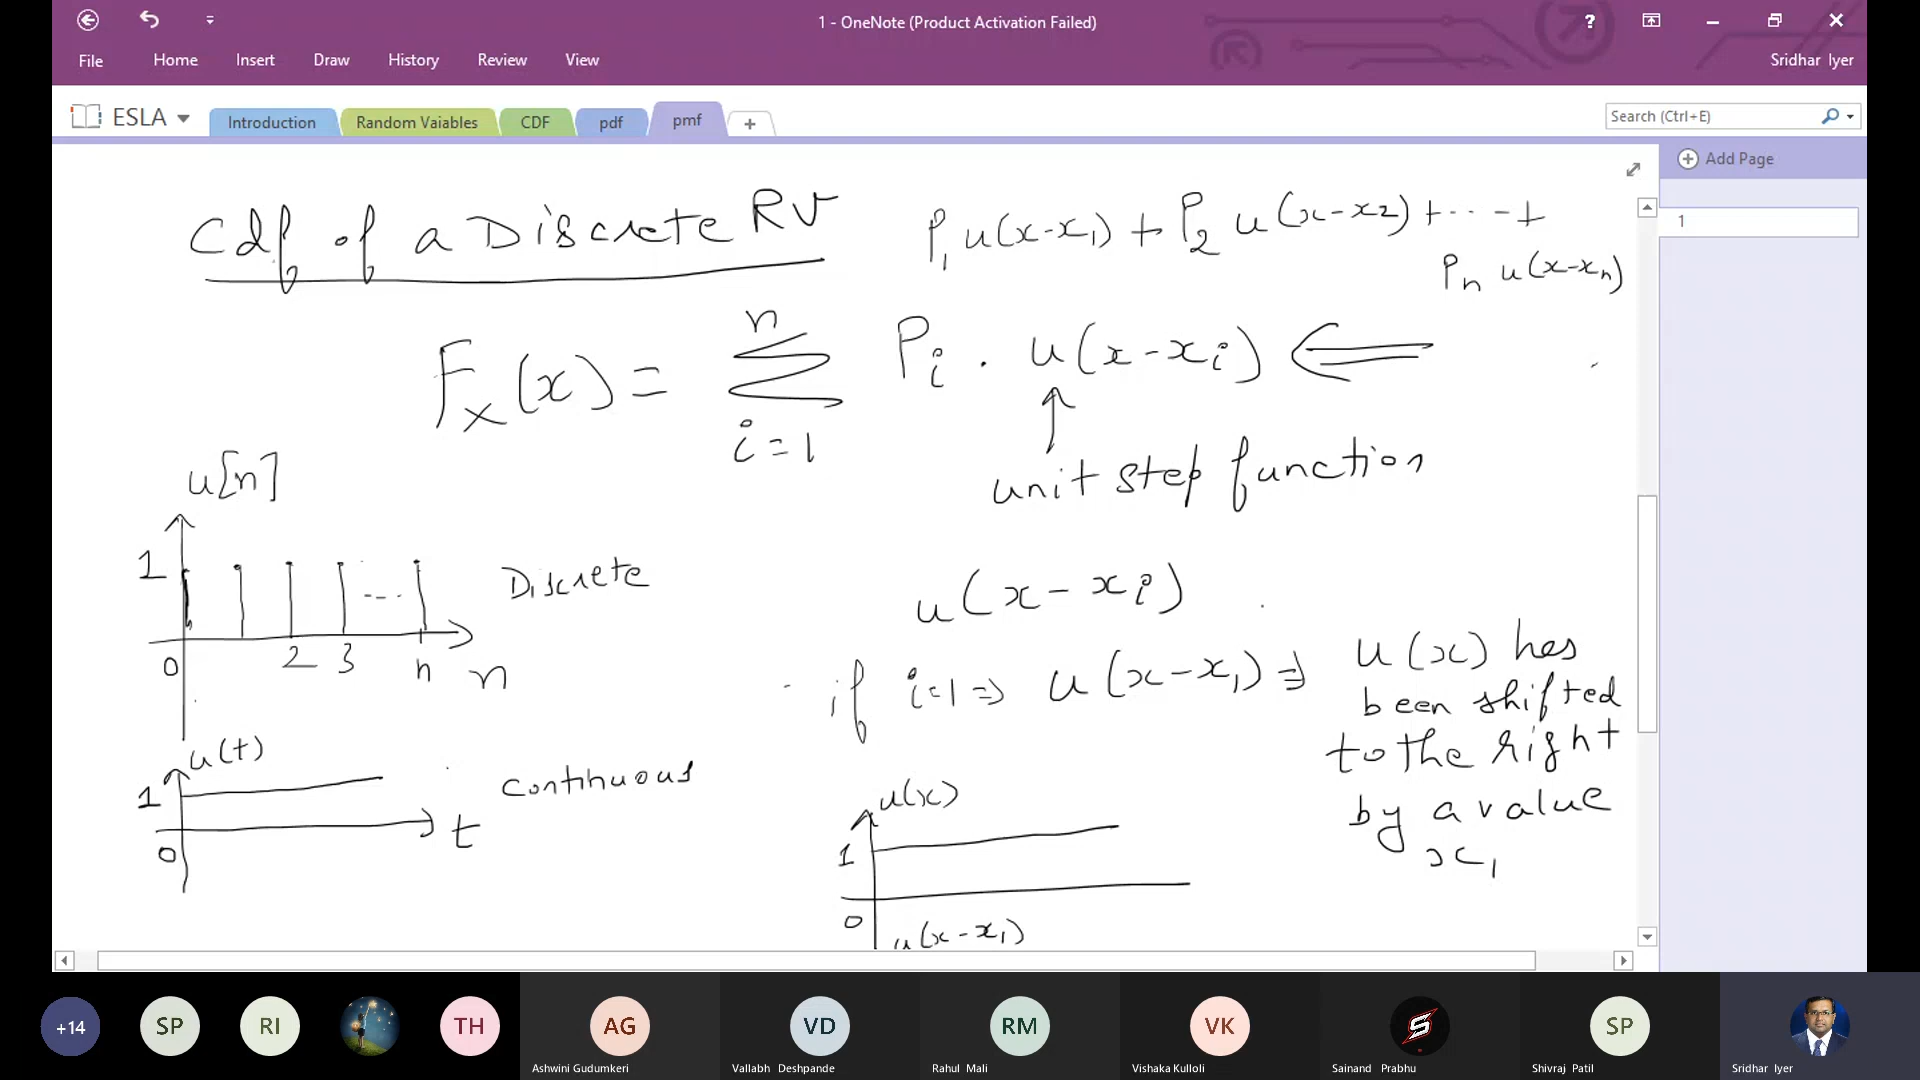 1 - OneNote (Product Activation Failed)
?
File Home Insert Draw History Review View
Sridhar Iyer
ESLA Introduction Random Vaiables CDF pdf pmf +
Search (Ctrl+E)
Add Page
1
Cdf of a Discrete RV
P₁ u(x-x₁) + P₂ u(x-x₂) + ... +
Pₙ u(x-xₙ)
Fₓ(x) = Σ Pᵢ . u(x-xᵢ) ⇐
n
i=1
↑
unit step function
u[n]
1
... Discrete
0 2 3 n n
u(x-xᵢ)
if i=1 ⇒ u(x-x₁) ⇒ u(x) has
been shifted
to the right
by a value
x₁
u(t)
1 continuous
0 t
u(x)
1
0
u(x-x₁)
+14 SP RI TH AG VD RM VK S SP
Ashwini Gudumkeri Vallabh Deshpande Rahul Mali Vishaka Kulloli Sainand Prabhu Shivraj Patil Sridhar Iyer